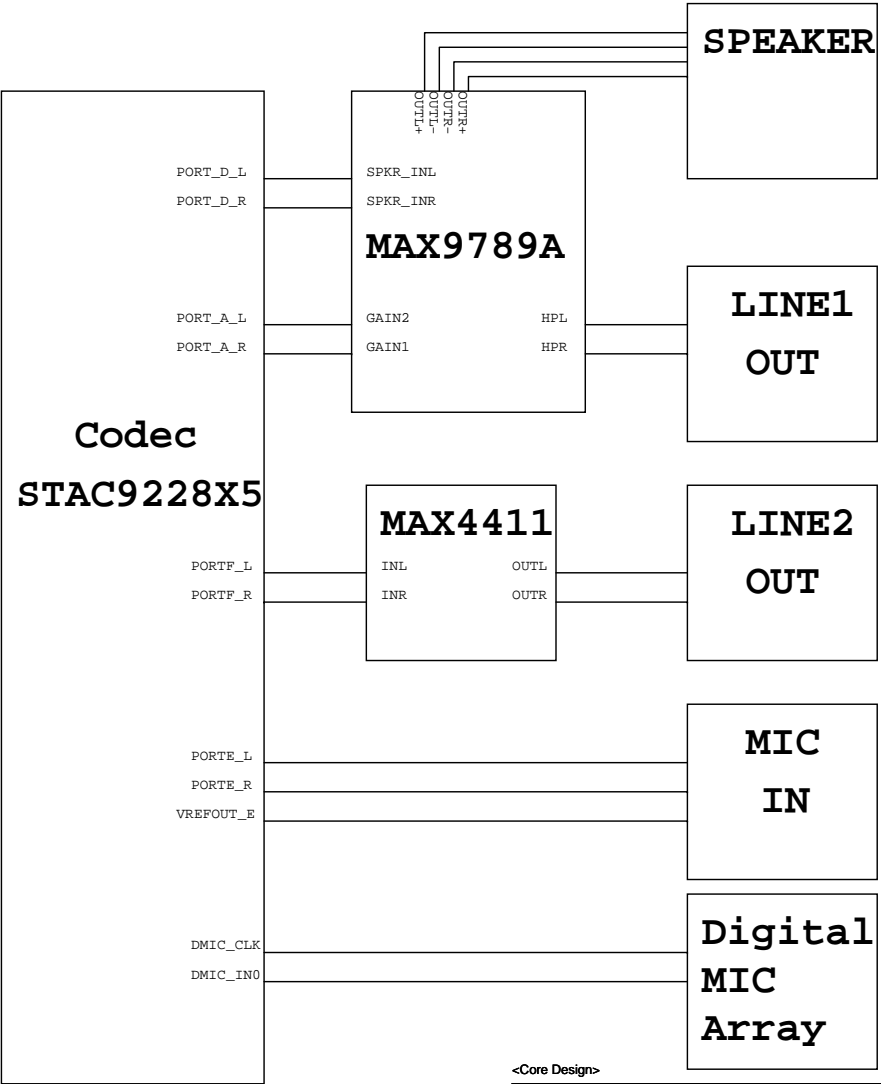 SPEAKER
OUTL+
OUTL-
OUTR-
OUTR+
PORT_D_L
SPKR_INL
PORT_D_R
SPKR_INR
MAX9789A
LINE1
OUT
PORT_A_L
GAIN2
HPL
PORT_A_R
GAIN1
HPR
Codec
STAC9228X5
MAX4411
LINE2
OUT
PORTF_L
INL
OUTL
PORTF_R
INR
OUTR
MIC
IN
PORTE_L
PORTE_R
VREFOUT_E
Digital
MIC
Array
DMIC_CLK
DMIC_IN0
<Core Design>